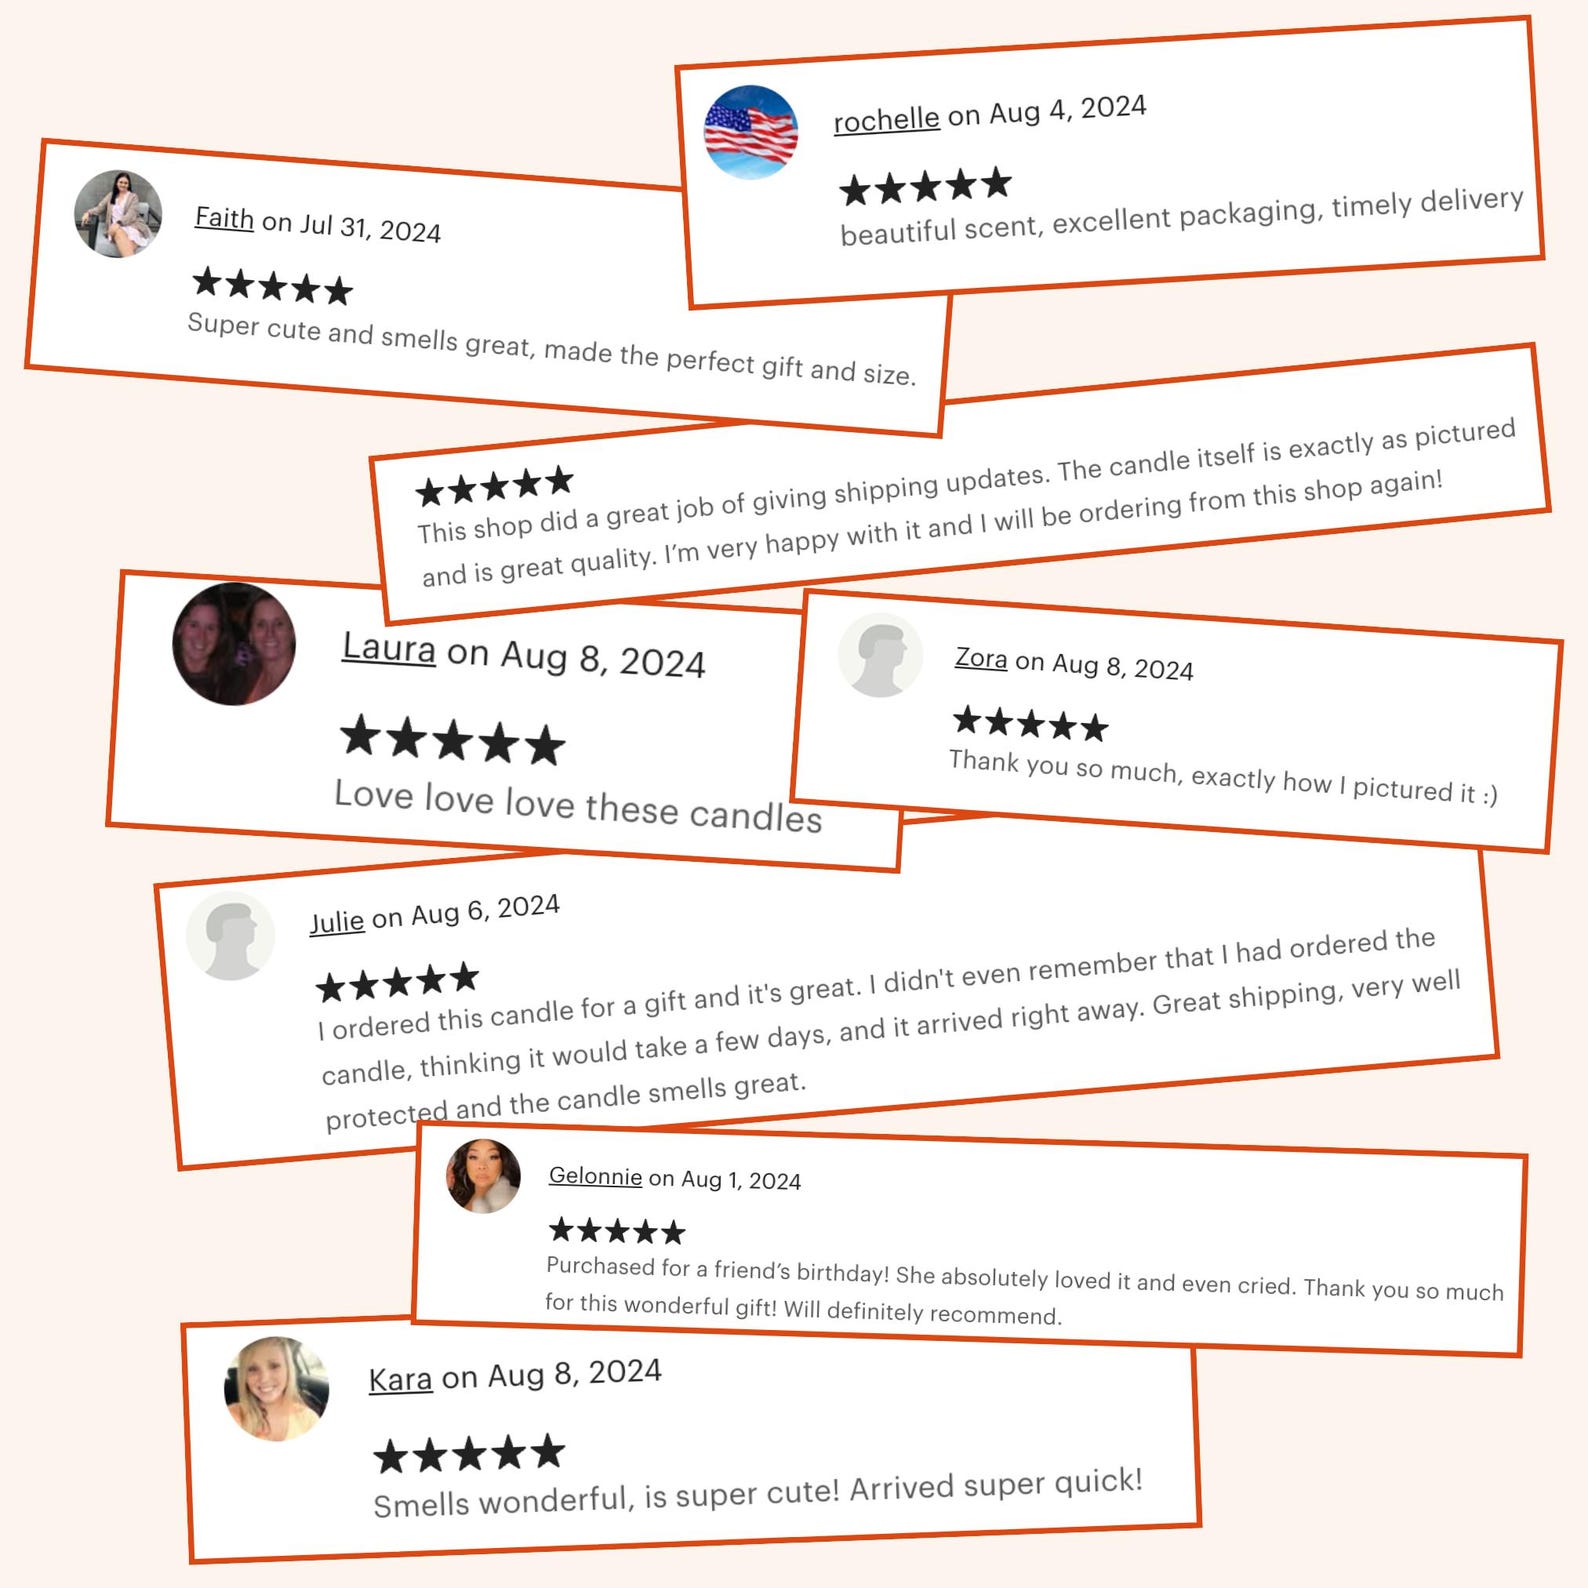 rochelle on Aug 4, 2024
beautiful scent, excellent packaging, timely delivery
Faith on Jul 31, 2024
Super cute and smells great, made the perfect gift and size.
This shop did a great job of giving shipping updates. The candle itself is exactly as pictured
and is great quality. I’m very happy with it and I will be ordering from this shop again!
Laura on Aug 8, 2024
Love love love these candles
Zora on Aug 8, 2024
Thank you so much, exactly how I pictured it :)
Julie on Aug 6, 2024
I ordered this candle for a gift and it's great. I didn't even remember that I had ordered the
candle, thinking it would take a few days, and it arrived right away. Great shipping, very well
protected and the candle smells great.
Gelonnie on Aug 1, 2024
Purchased for a friend’s birthday! She absolutely loved it and even cried. Thank you so much
for this wonderful gift! Will definitely recommend.
Kara on Aug 8, 2024
Smells wonderful, is super cute! Arrived super quick!